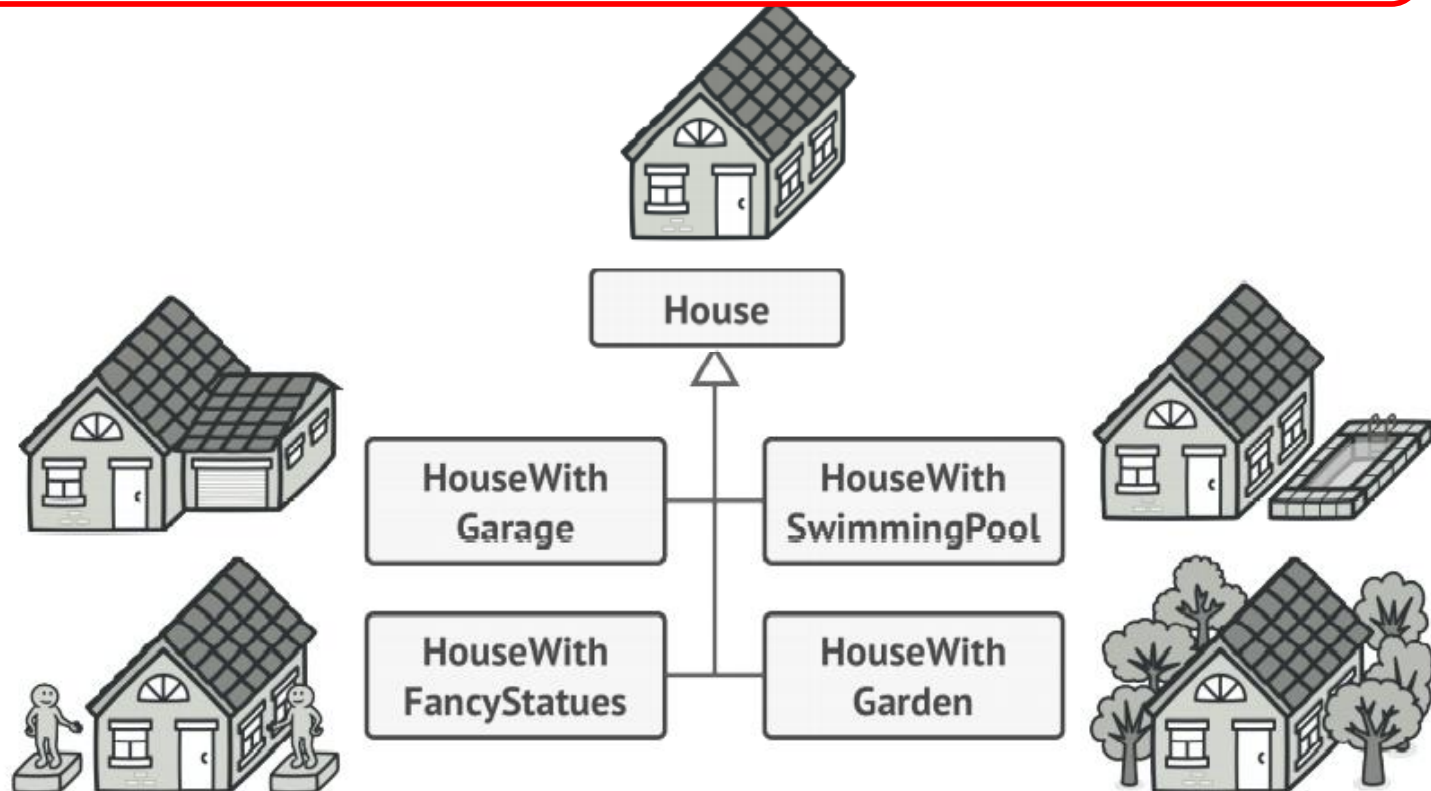 House
HouseWith
Garage
HouseWith
SwimmingPool
HouseWith
FancyStatues
HouseWith
Garden